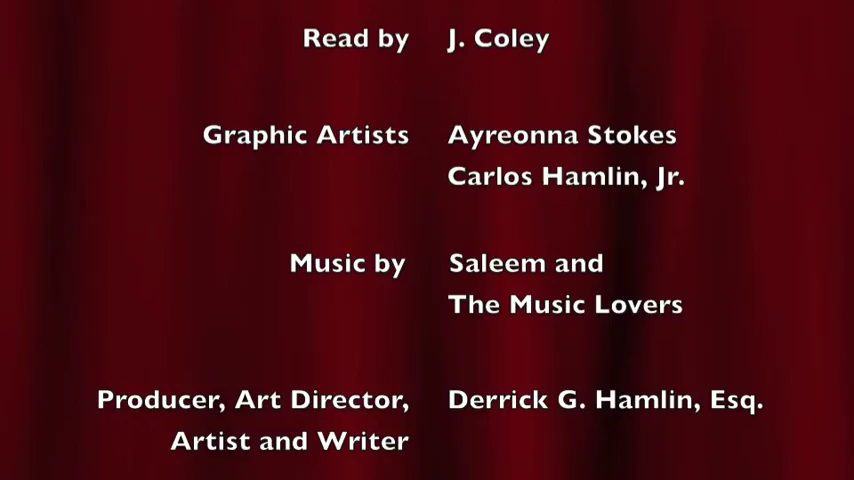 Read by J. Coley
Graphic Artists Ayreonna Stokes
Carlos Hamlin, Jr.
Music by Saleem and
The Music Lovers
Producer, Art Director, Derrick G. Hamlin, Esq.
Artist and Writer